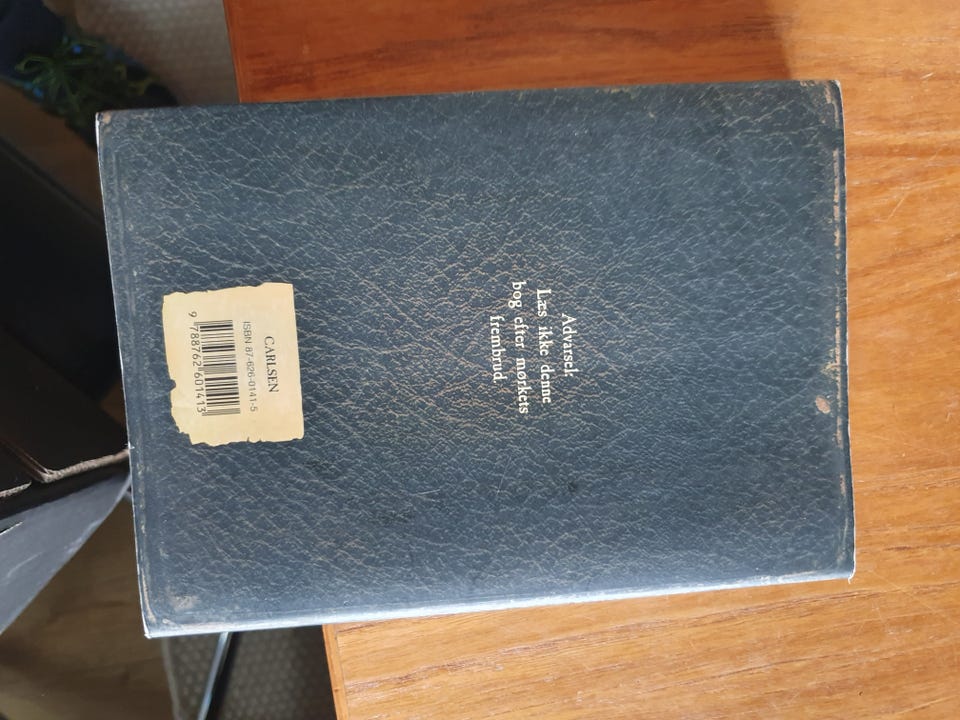 Advarsel:
Læs ikke denne
bog efter mørkets
frembrud
CARLSEN
ISBN 87-626-0141-5
9 788762 601413